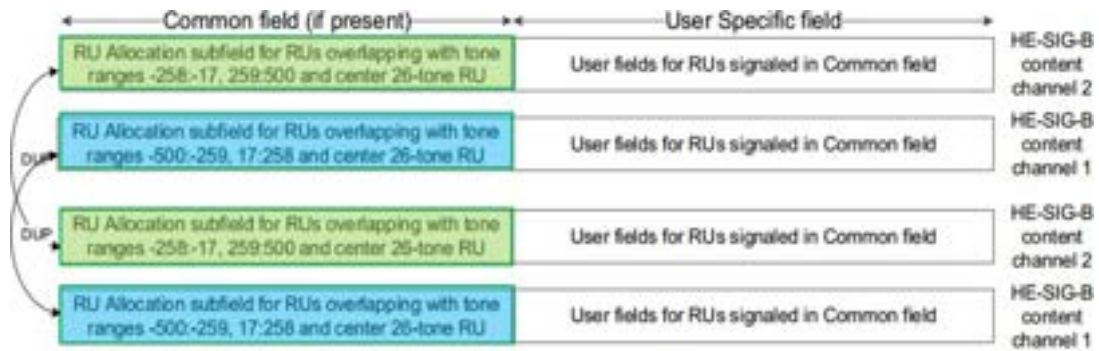 Common field (if present)
User Specific field
RU Allocation subfield for RUs overlapping with tone
ranges -258:-17, 259:500 and center 26-tone RU
User fields for RUs signaled in Common field
HE-SIG-B
content
channel 2
RU Allocation subfield for RUs overlapping with tone
ranges -500:-259, 17:258 and center 26-tone RU
User fields for RUs signaled in Common field
HE-SIG-B
content
channel 1
DUP
RU Allocation subfield for RUs overlapping with tone
ranges -258:-17, 259:500 and center 26-tone RU
User fields for RUs signaled in Common field
HE-SIG-B
content
channel 2
DUP
RU Allocation subfield for RUs overlapping with tone
ranges -500:-259, 17:258 and center 26-tone RU
User fields for RUs signaled in Common field
HE-SIG-B
content
channel 1